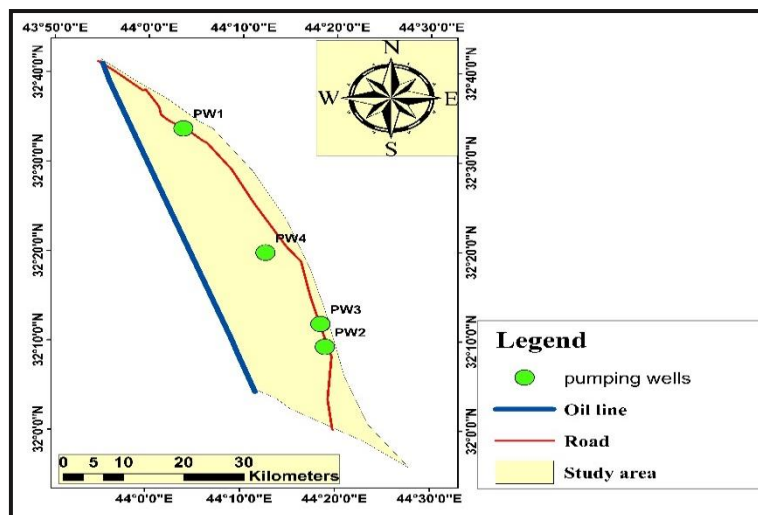 43°50'0"E 44°0'0"E 44°10'0"E 44°20'0"E 44°30'0"E
32°40'0"N
32°30'0"N
32°20'0"N
32°10'0"N
32°0'0"N
N
W E
S
PW1
PW4
PW3
PW2
32°40'0"N
32°30'0"N
32°20'0"N
32°10'0"N
32°0'0"N
Legend
pumping wells
Oil line
Road
Study area
0 5 10 20 30
Kilometers
44°0'0"E 44°10'0"E 44°20'0"E 44°30'0"E